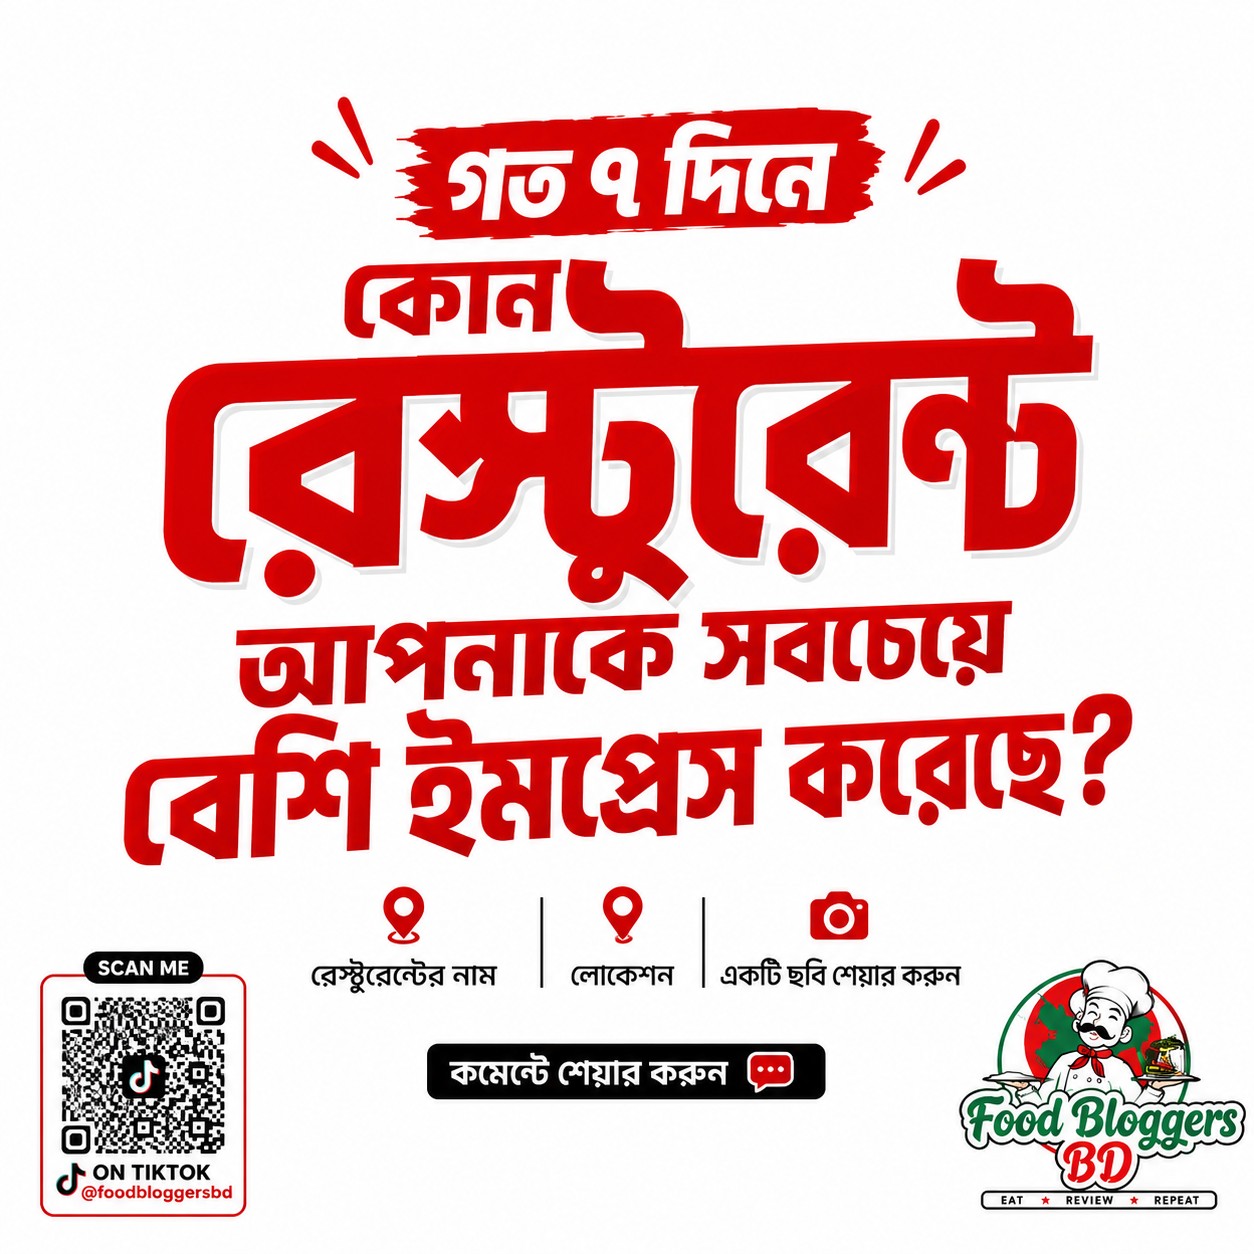 গত ৭ দিনে
কোন
রেস্টুরেন্ট
আপনাকে সবচেয়ে
বেশি ইমপ্রেস করেছে?
রেস্টুরেন্টের নাম
লোকেশন
একটি ছবি শেয়ার করুন
কমেন্টে শেয়ার করুন
SCAN ME
ON TIKTOK
@foodbloggersbd
Food Bloggers
BD
EAT ★ REVIEW ★ REPEAT